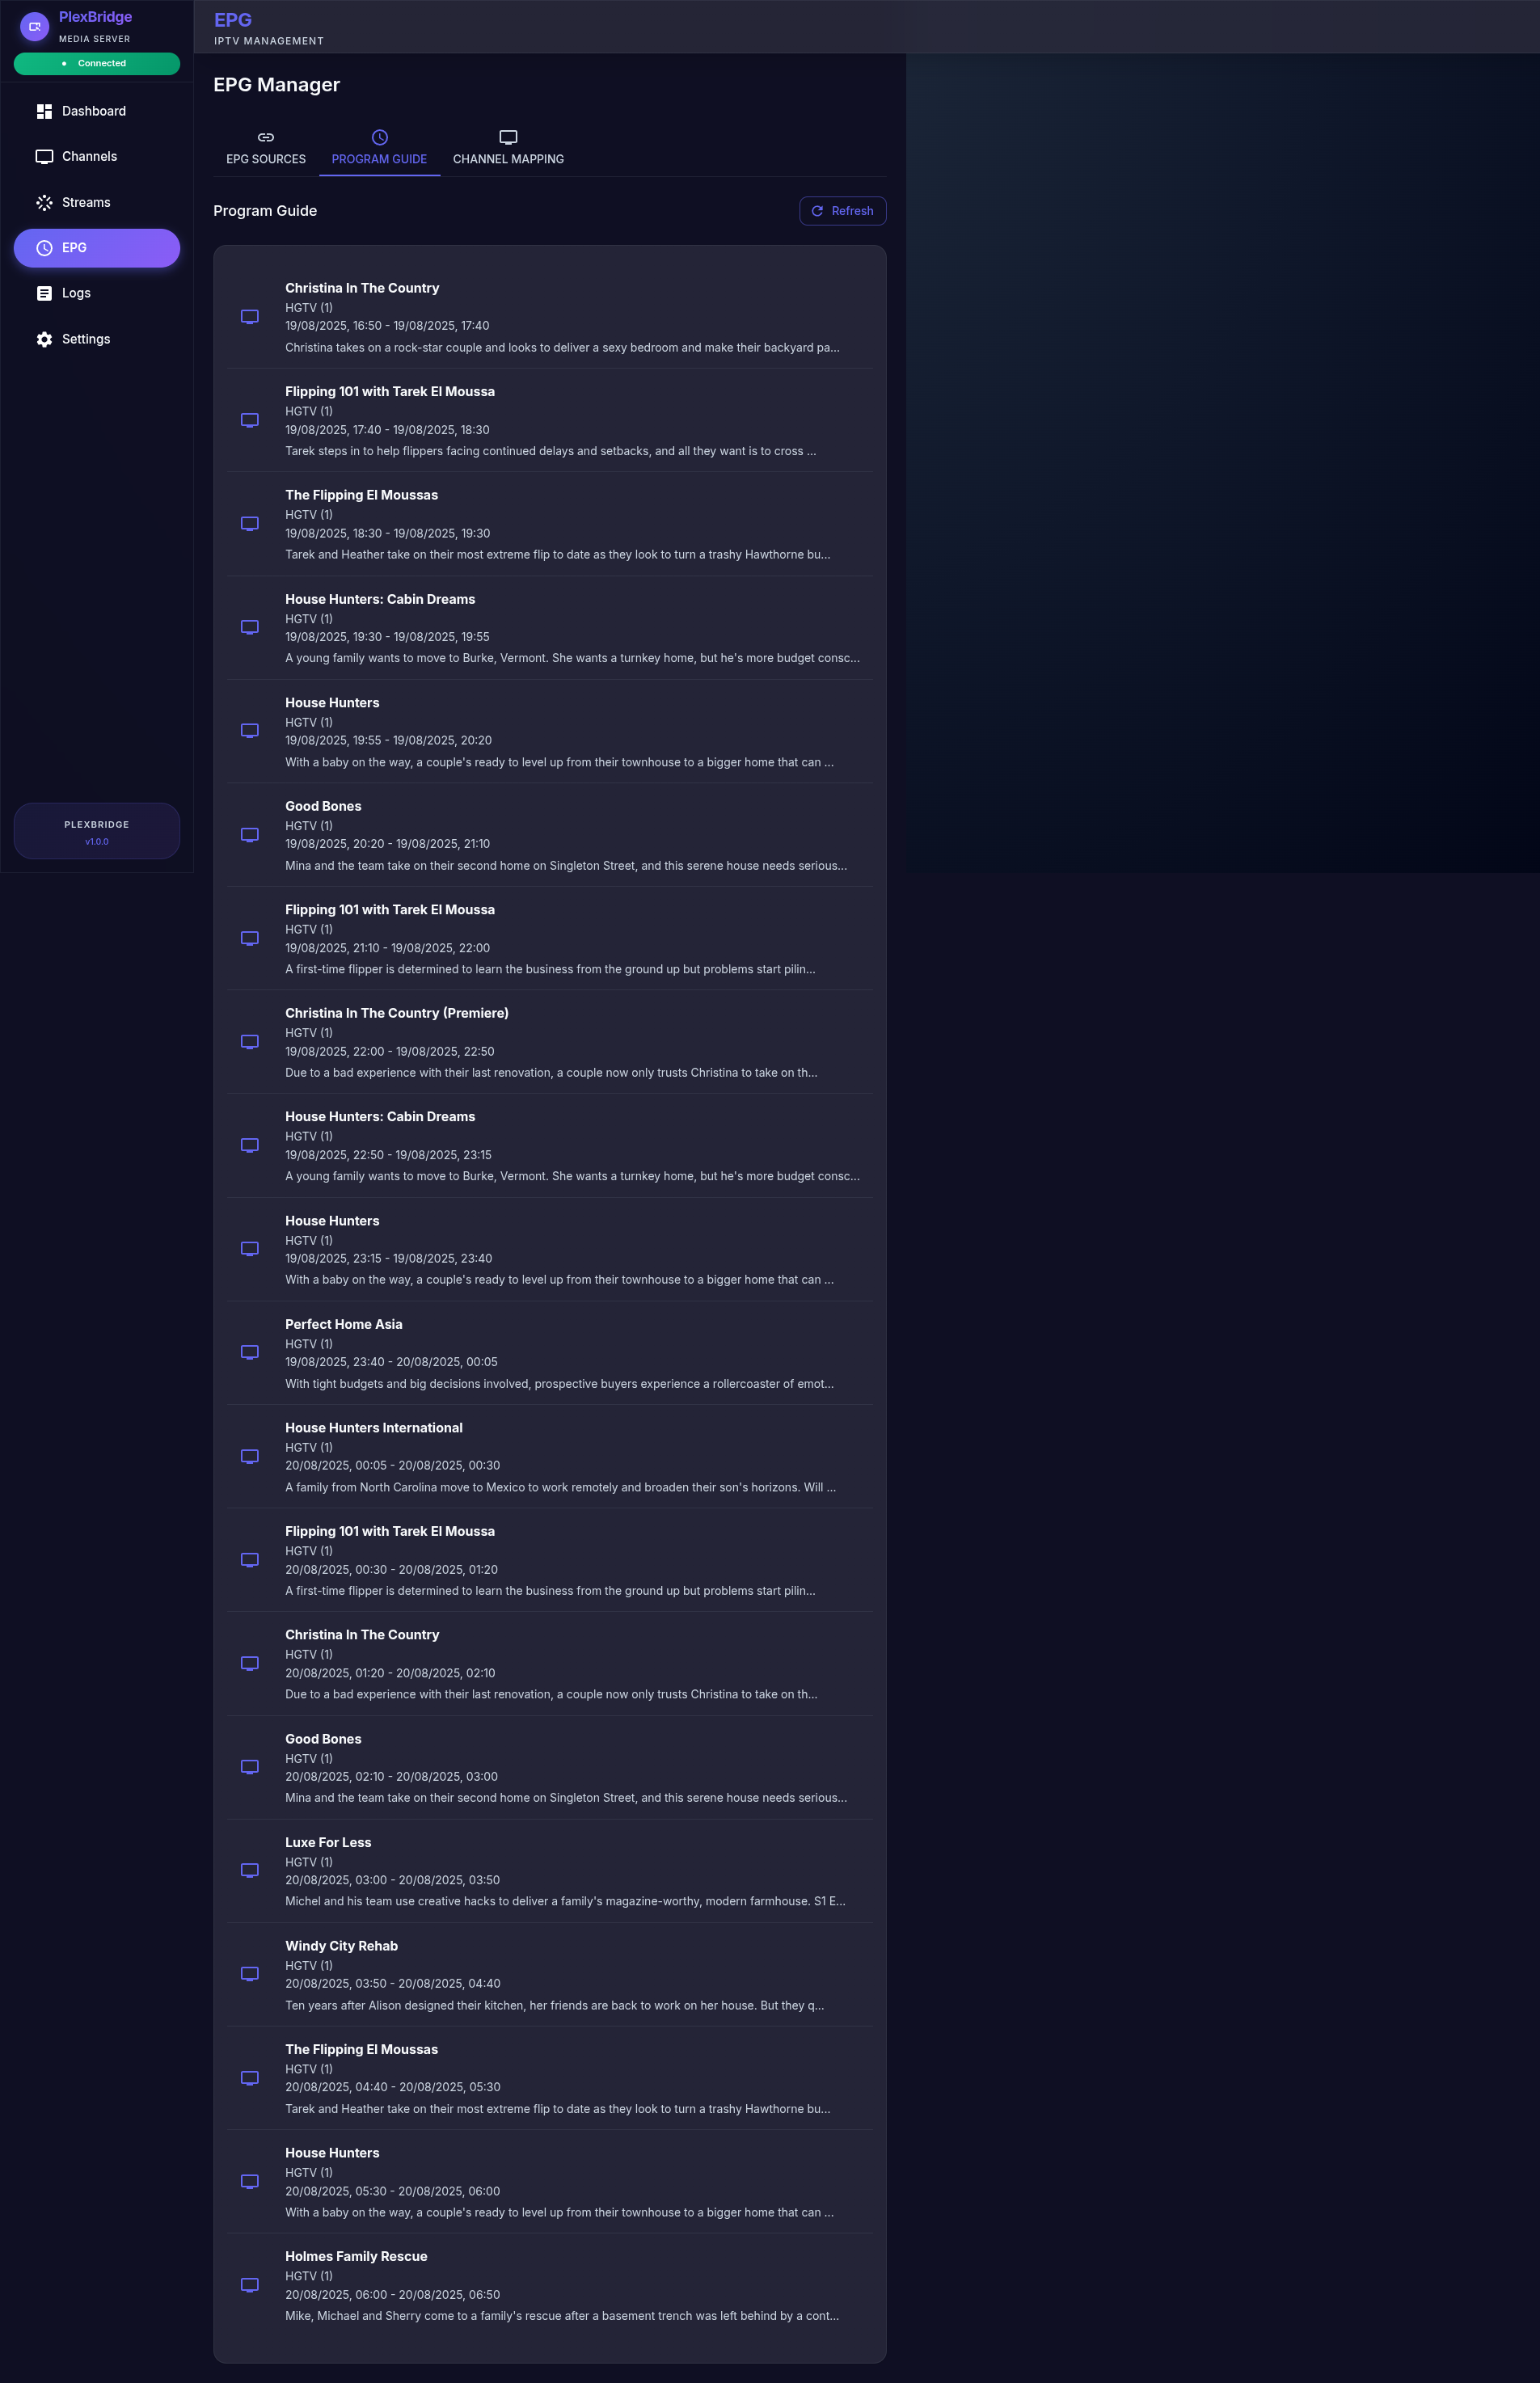 PlexBridge
MEDIA SERVER
Connected
Dashboard
Channels
Streams
EPG
Logs
Settings
PLEXBRIDGE
v1.0.0
EPG
IPTV MANAGEMENT
EPG Manager
EPG SOURCES
PROGRAM GUIDE
CHANNEL MAPPING
Program Guide
Refresh
Christina In The Country
HGTV (1)
19/08/2025, 16:50 - 19/08/2025, 17:40
Christina takes on a rock-star couple and looks to deliver a sexy bedroom and make their backyard pa...
Flipping 101 with Tarek El Moussa
HGTV (1)
19/08/2025, 17:40 - 19/08/2025, 18:30
Tarek steps in to help flippers facing continued delays and setbacks, and all they want is to cross ...
The Flipping El Moussas
HGTV (1)
19/08/2025, 18:30 - 19/08/2025, 19:30
Tarek and Heather take on their most extreme flip to date as they look to turn a trashy Hawthorne bu...
House Hunters: Cabin Dreams
HGTV (1)
19/08/2025, 19:30 - 19/08/2025, 19:55
A young family wants to move to Burke, Vermont. She wants a turnkey home, but he's more budget consc...
House Hunters
HGTV (1)
19/08/2025, 19:55 - 19/08/2025, 20:20
With a baby on the way, a couple's ready to level up from their townhouse to a bigger home that can ...
Good Bones
HGTV (1)
19/08/2025, 20:20 - 19/08/2025, 21:10
Mina and the team take on their second home on Singleton Street, and this serene house needs serious...
Flipping 101 with Tarek El Moussa
HGTV (1)
19/08/2025, 21:10 - 19/08/2025, 22:00
A first-time flipper is determined to learn the business from the ground up but problems start pilin...
Christina In The Country (Premiere)
HGTV (1)
19/08/2025, 22:00 - 19/08/2025, 22:50
Due to a bad experience with their last renovation, a couple now only trusts Christina to take on th...
House Hunters: Cabin Dreams
HGTV (1)
19/08/2025, 22:50 - 19/08/2025, 23:15
A young family wants to move to Burke, Vermont. She wants a turnkey home, but he's more budget consc...
House Hunters
HGTV (1)
19/08/2025, 23:15 - 19/08/2025, 23:40
With a baby on the way, a couple's ready to level up from their townhouse to a bigger home that can ...
Perfect Home Asia
HGTV (1)
19/08/2025, 23:40 - 20/08/2025, 00:05
With tight budgets and big decisions involved, prospective buyers experience a rollercoaster of emot...
House Hunters International
HGTV (1)
20/08/2025, 00:05 - 20/08/2025, 00:30
A family from North Carolina move to Mexico to work remotely and broaden their son's horizons. Will ...
Flipping 101 with Tarek El Moussa
HGTV (1)
20/08/2025, 00:30 - 20/08/2025, 01:20
A first-time flipper is determined to learn the business from the ground up but problems start pilin...
Christina In The Country
HGTV (1)
20/08/2025, 01:20 - 20/08/2025, 02:10
Due to a bad experience with their last renovation, a couple now only trusts Christina to take on th...
Good Bones
HGTV (1)
20/08/2025, 02:10 - 20/08/2025, 03:00
Mina and the team take on their second home on Singleton Street, and this serene house needs serious...
Luxe For Less
HGTV (1)
20/08/2025, 03:00 - 20/08/2025, 03:50
Michel and his team use creative hacks to deliver a family's magazine-worthy, modern farmhouse. S1 E...
Windy City Rehab
HGTV (1)
20/08/2025, 03:50 - 20/08/2025, 04:40
Ten years after Alison designed their kitchen, her friends are back to work on her house. But they q...
The Flipping El Moussas
HGTV (1)
20/08/2025, 04:40 - 20/08/2025, 05:30
Tarek and Heather take on their most extreme flip to date as they look to turn a trashy Hawthorne bu...
House Hunters
HGTV (1)
20/08/2025, 05:30 - 20/08/2025, 06:00
With a baby on the way, a couple's ready to level up from their townhouse to a bigger home that can ...
Holmes Family Rescue
HGTV (1)
20/08/2025, 06:00 - 20/08/2025, 06:50
Mike, Michael and Sherry come to a family's rescue after a basement trench was left behind by a cont...